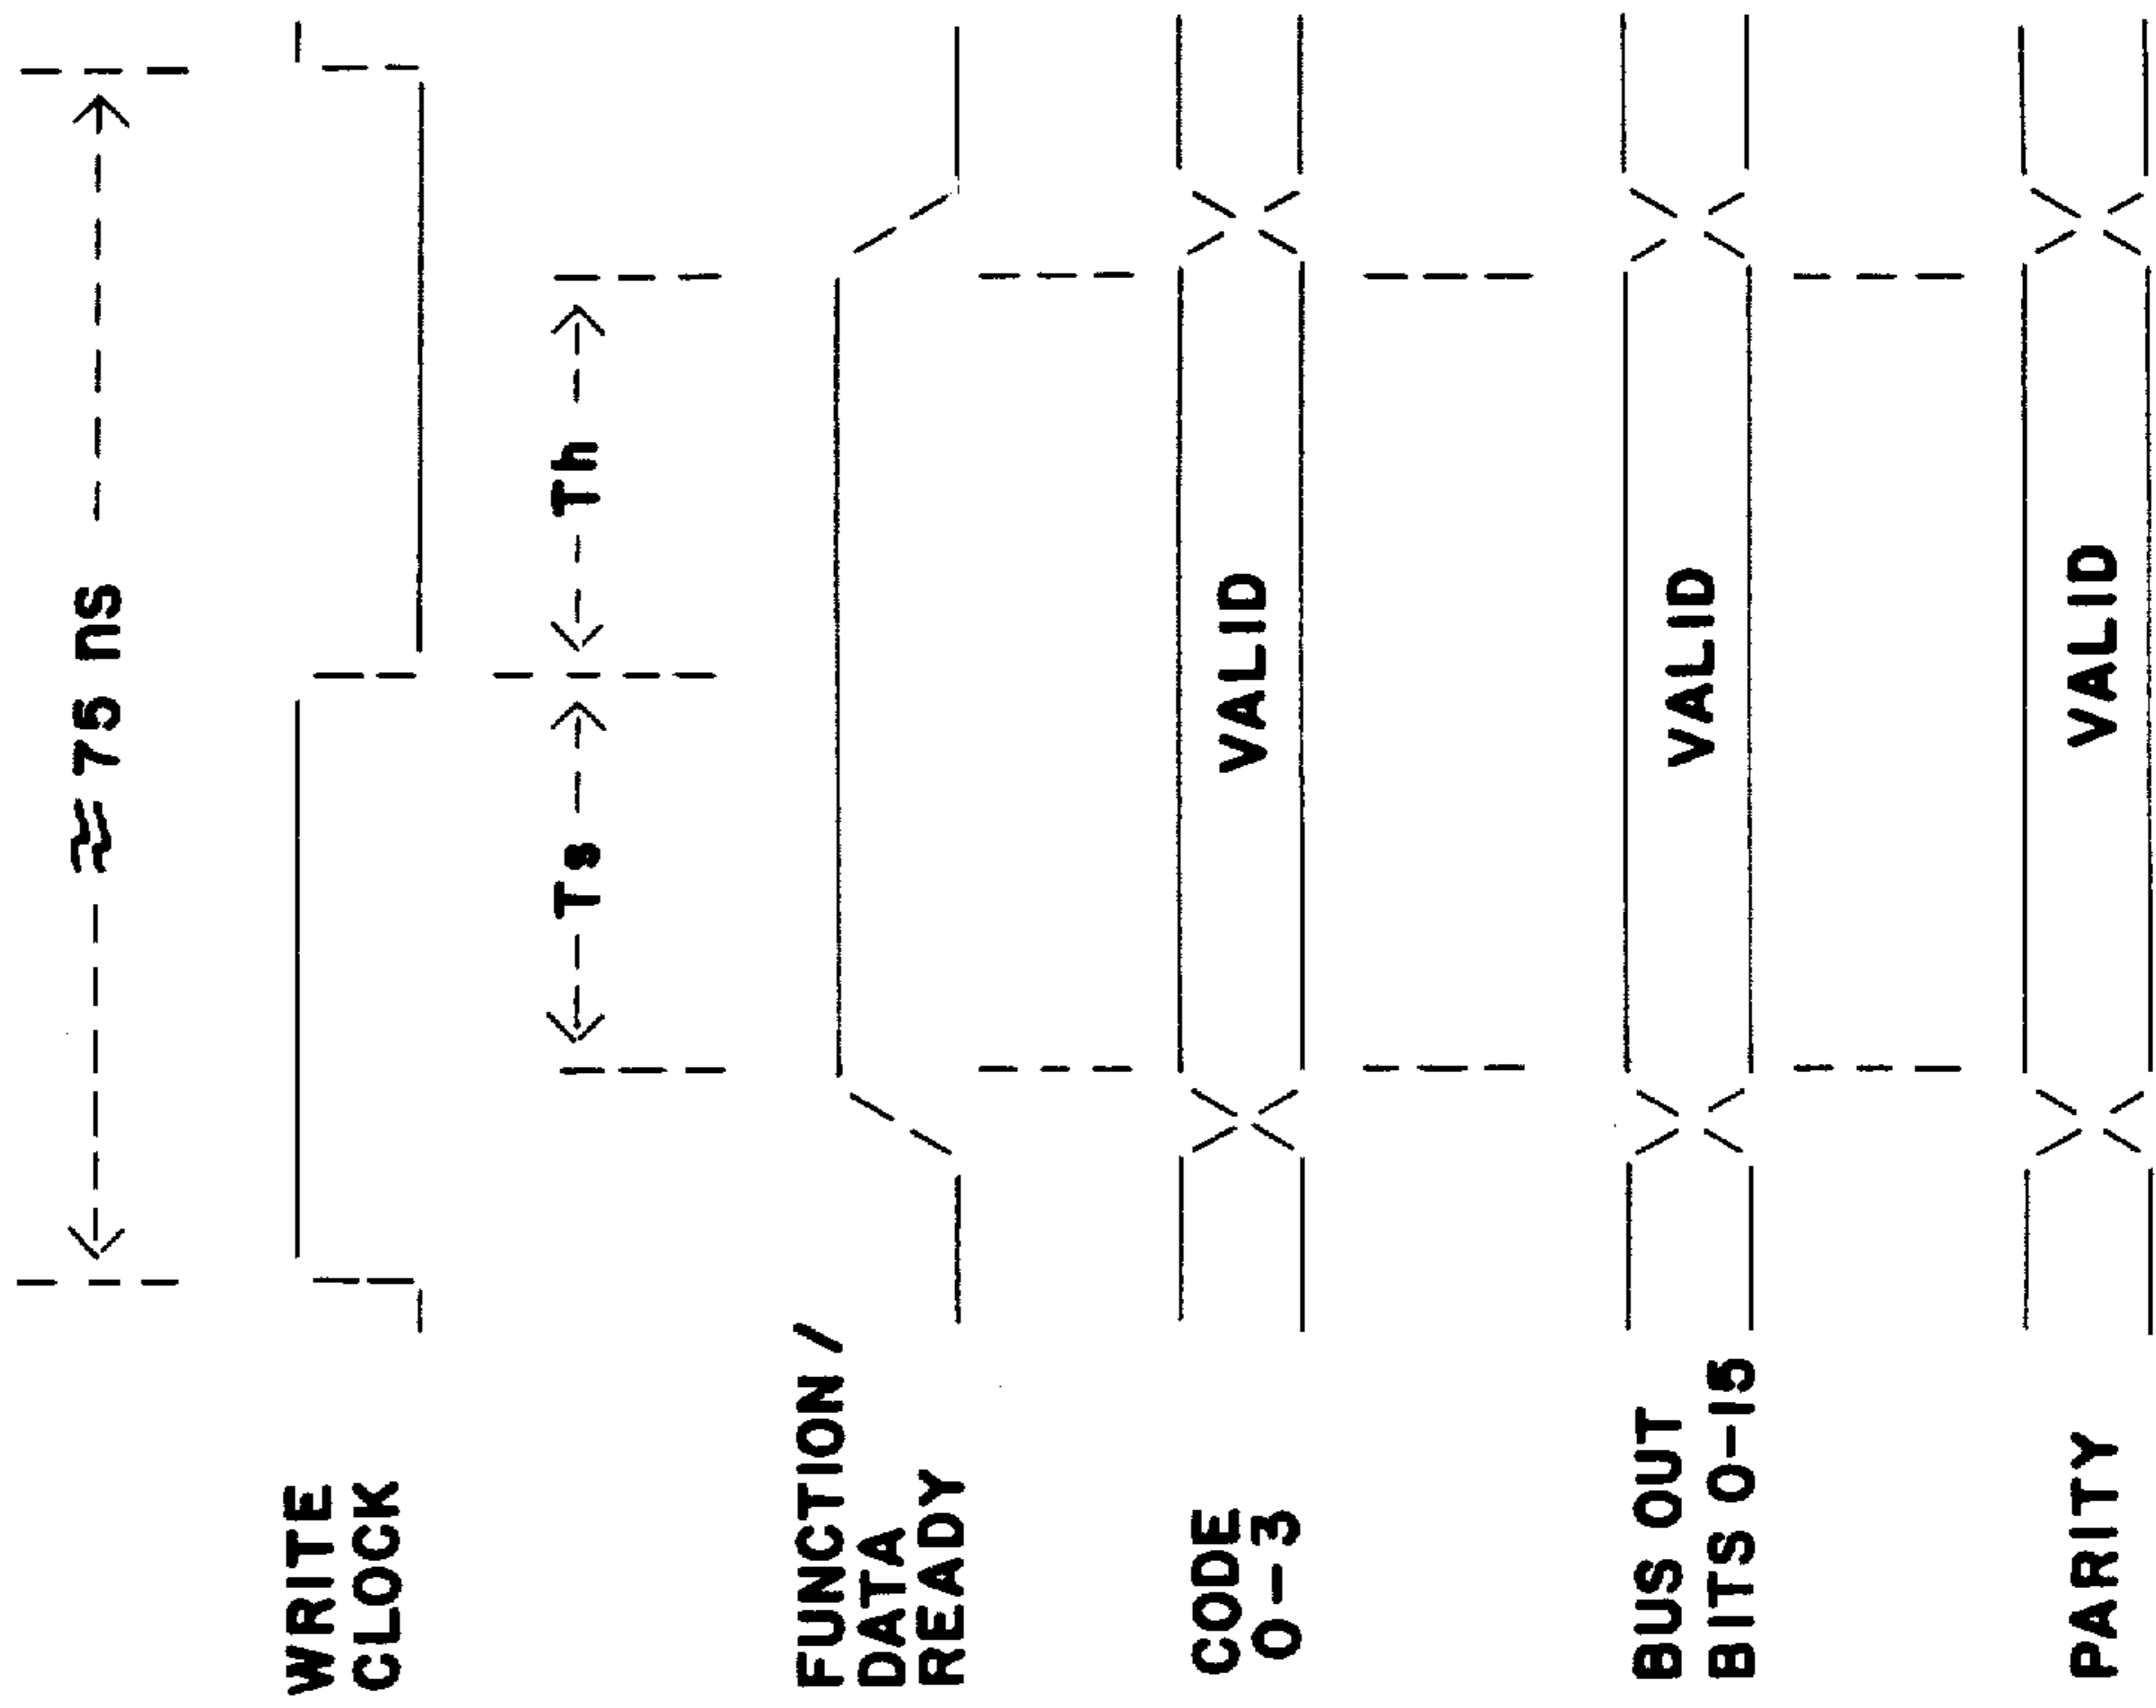 ≈ 75 ns
WRITE
CLOCK
Ts
Th
FUNCTION /
DATA
READY
CODE
0-3
VALID
BUS OUT
BITS 0-15
VALID
PARITY
VALID